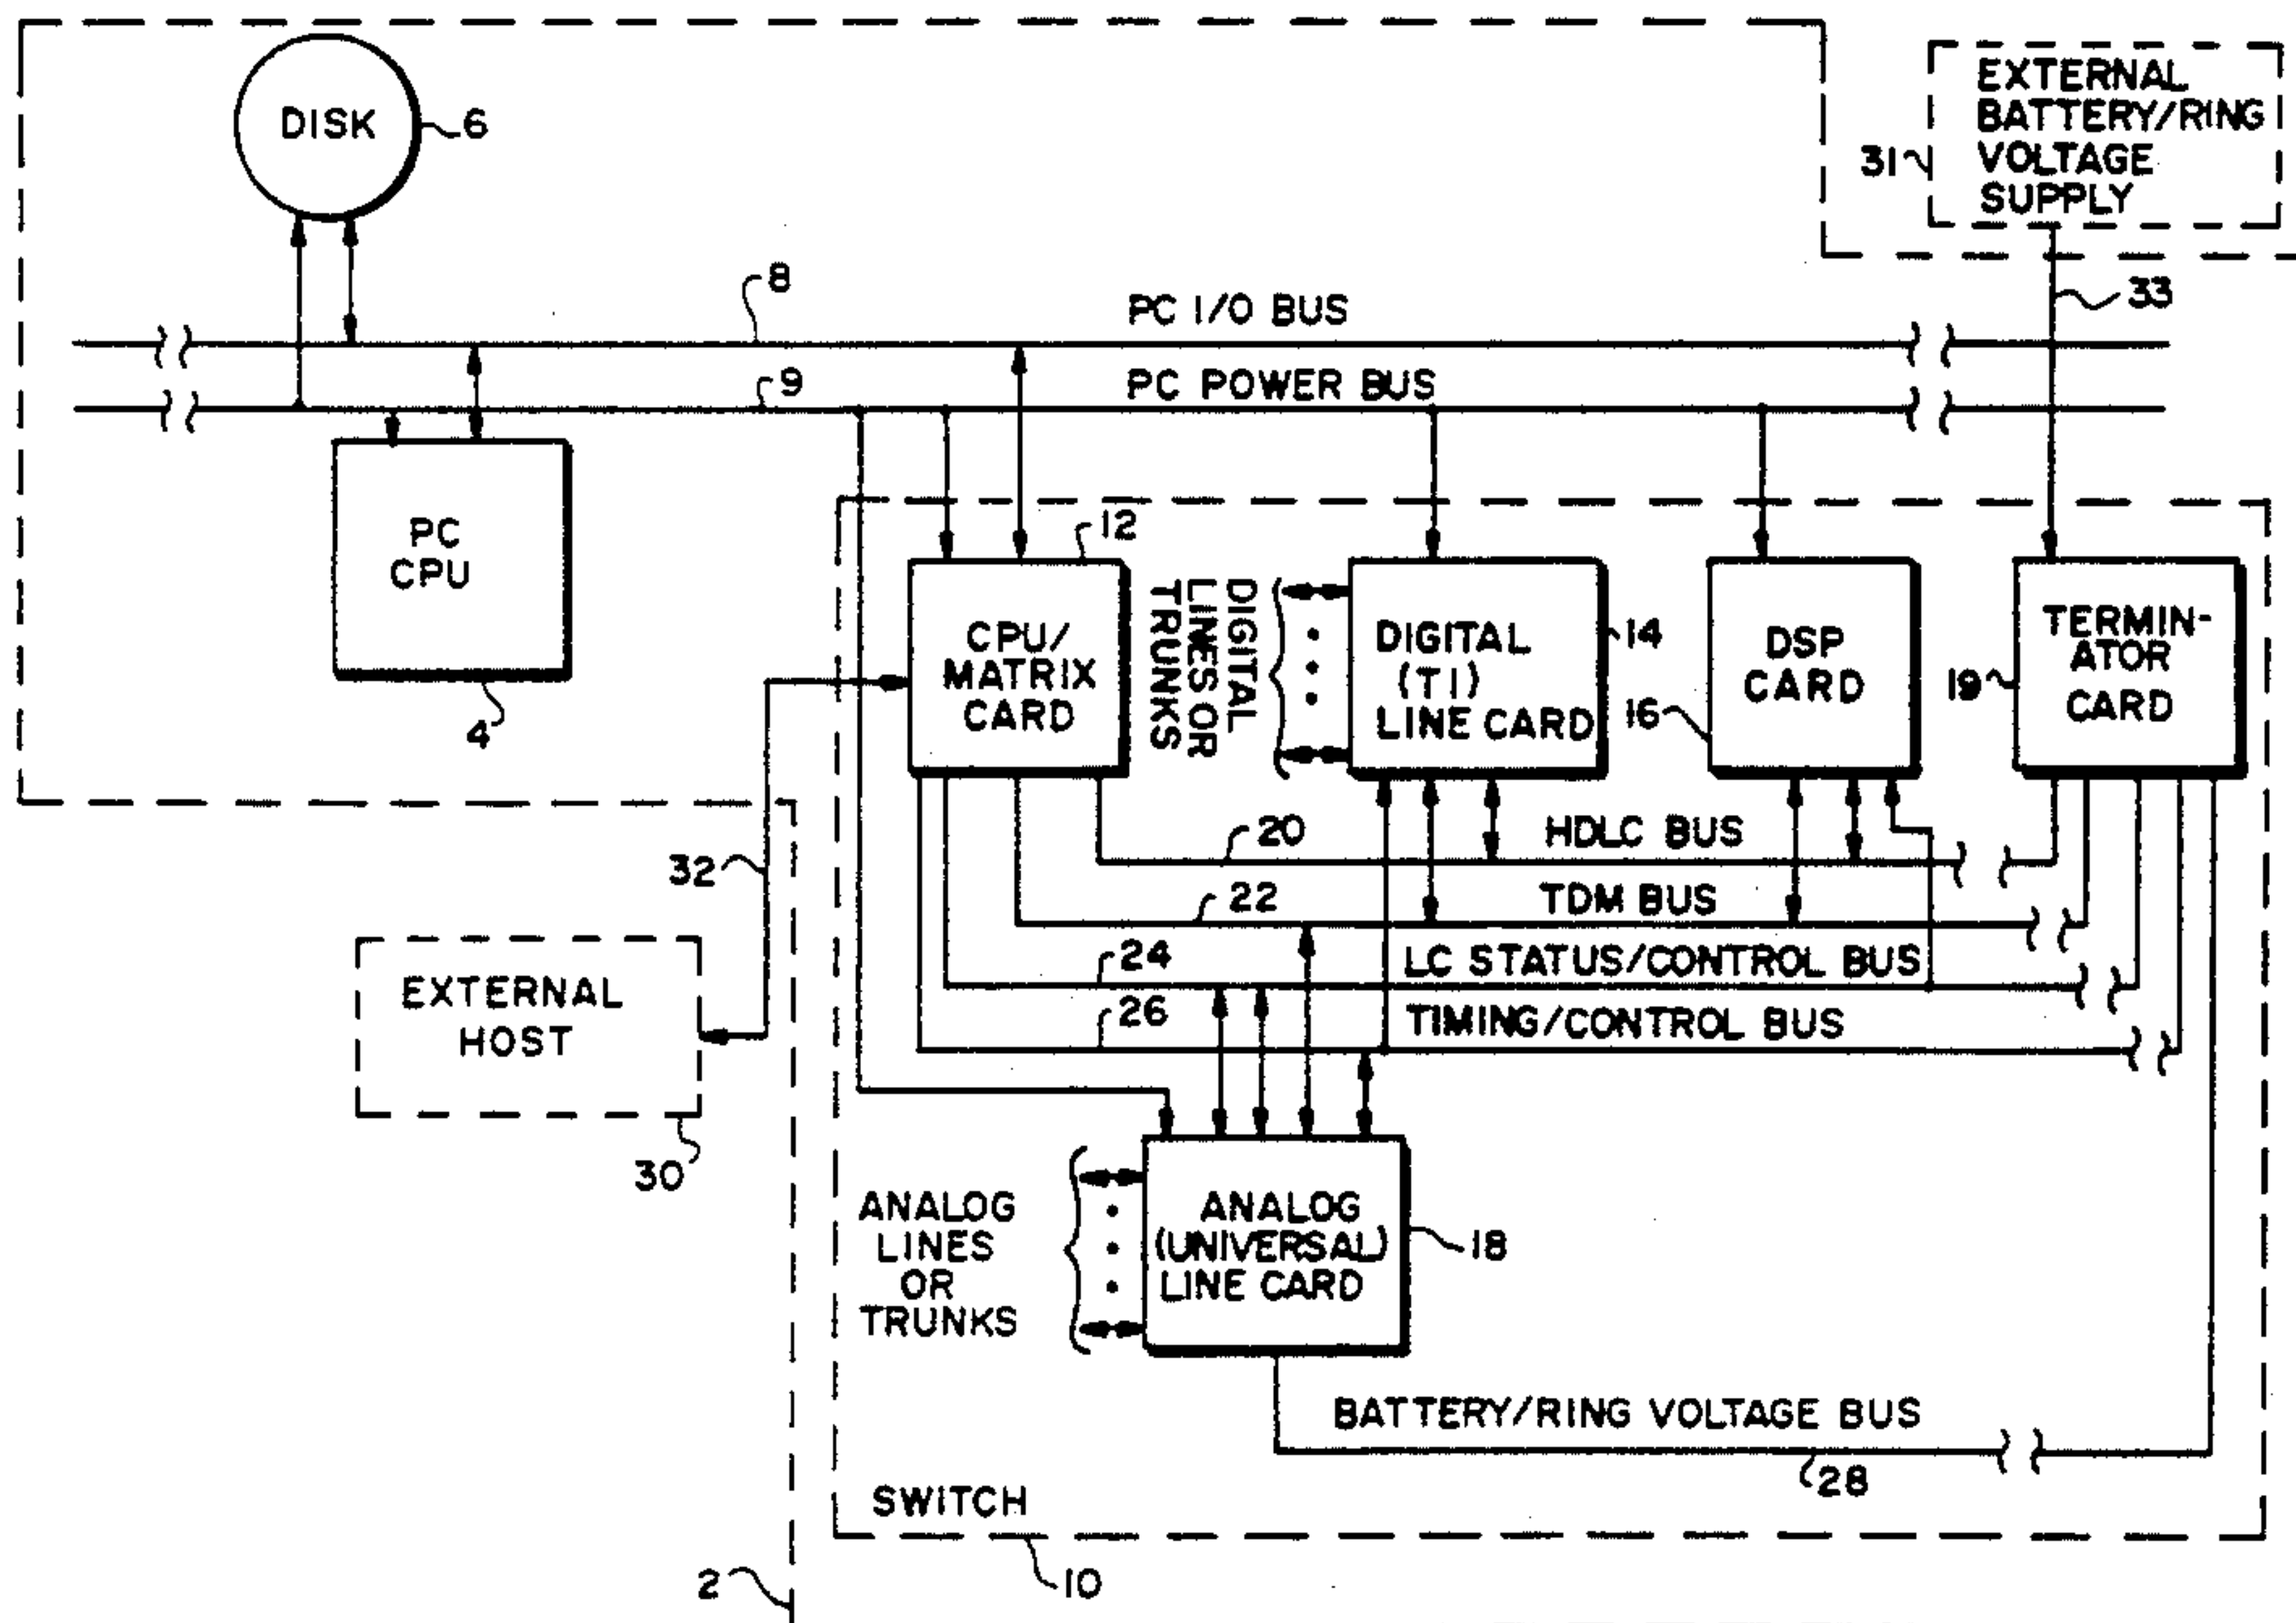 DISK
6
EXTERNAL
BATTERY/RING
VOLTAGE
SUPPLY
31
33
8
PC I/O BUS
9
PC POWER BUS
PC
CPU
4
12
CPU/
MATRIX
CARD
DIGITAL
LINES OR
TRUNKS
DIGITAL
(T1)
LINE CARD
14
DSP
CARD
16
TERMIN-
ATOR
CARD
19
20
HDLC BUS
22
TDM BUS
24
LC STATUS/CONTROL BUS
26
TIMING/CONTROL BUS
32
EXTERNAL
HOST
30
ANALOG
LINES
OR
TRUNKS
ANALOG
(UNIVERSAL)
LINE CARD
18
BATTERY/RING VOLTAGE BUS
28
SWITCH
10
2